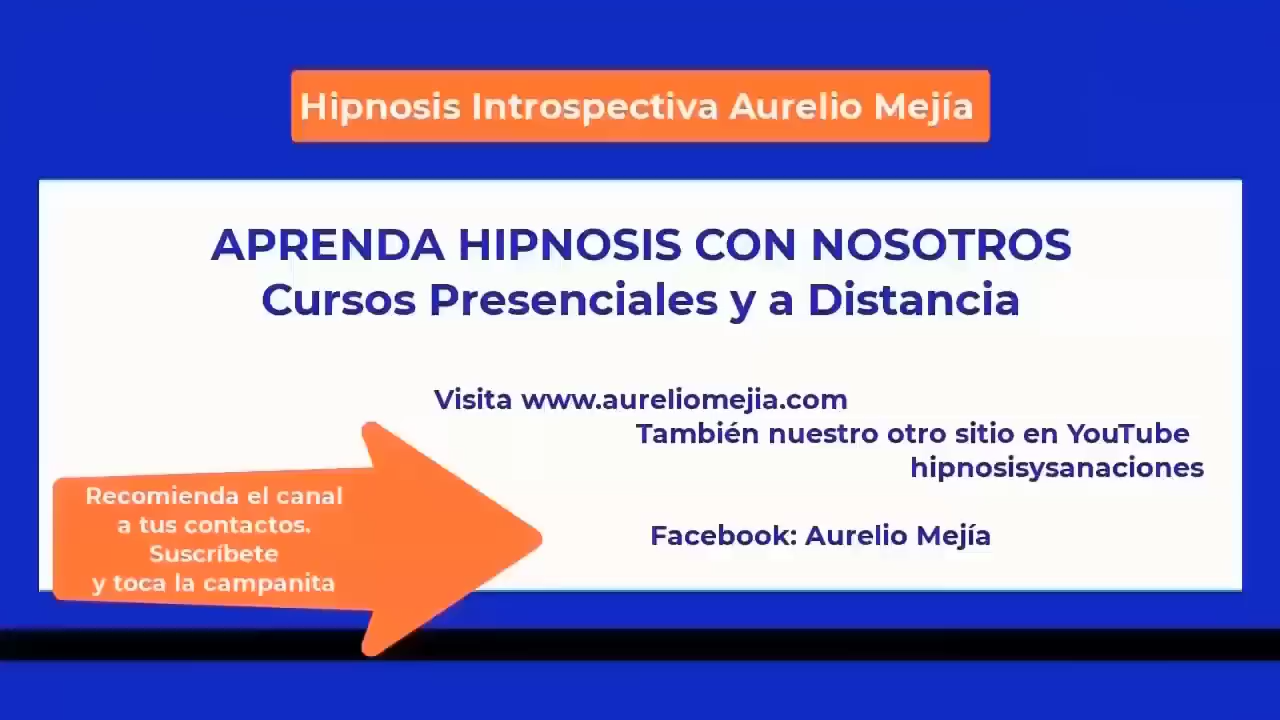 Hipnosis Introspectiva Aurelio Mejía
APRENDA HIPNOSIS CON NOSOTROS
Cursos Presenciales y a Distancia
Visita www.aureliomejia.com
También nuestro otro sitio en YouTube
hipnosisysanaciones
Facebook: Aurelio Mejía
Recomienda el canal
a tus contactos.
Suscríbete
y toca la campanita